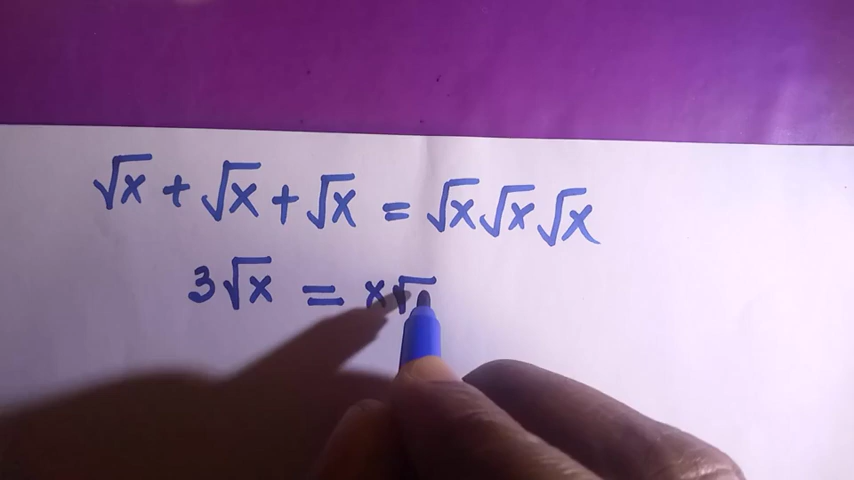 √x + √x + √x = √x√x√x
3√x = x√